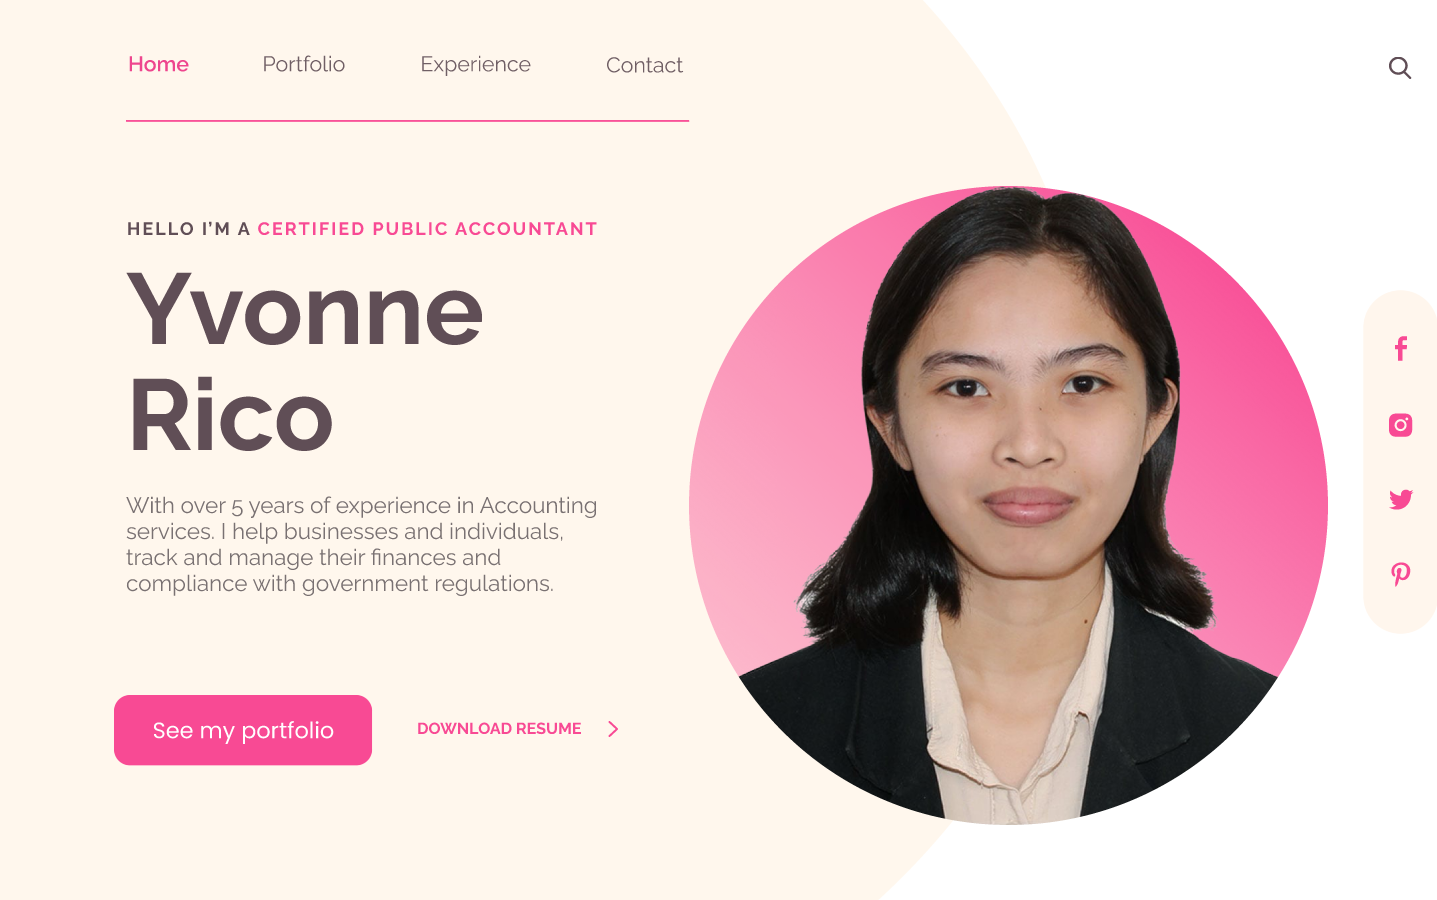 Home Portfolio Experience Contact
HELLO I'M A CERTIFIED PUBLIC ACCOUNTANT
Yvonne
Rico
With over 5 years of experience in Accounting
services. I help businesses and individuals,
track and manage their finances and
compliance with government regulations.
See my portfolio
DOWNLOAD RESUME